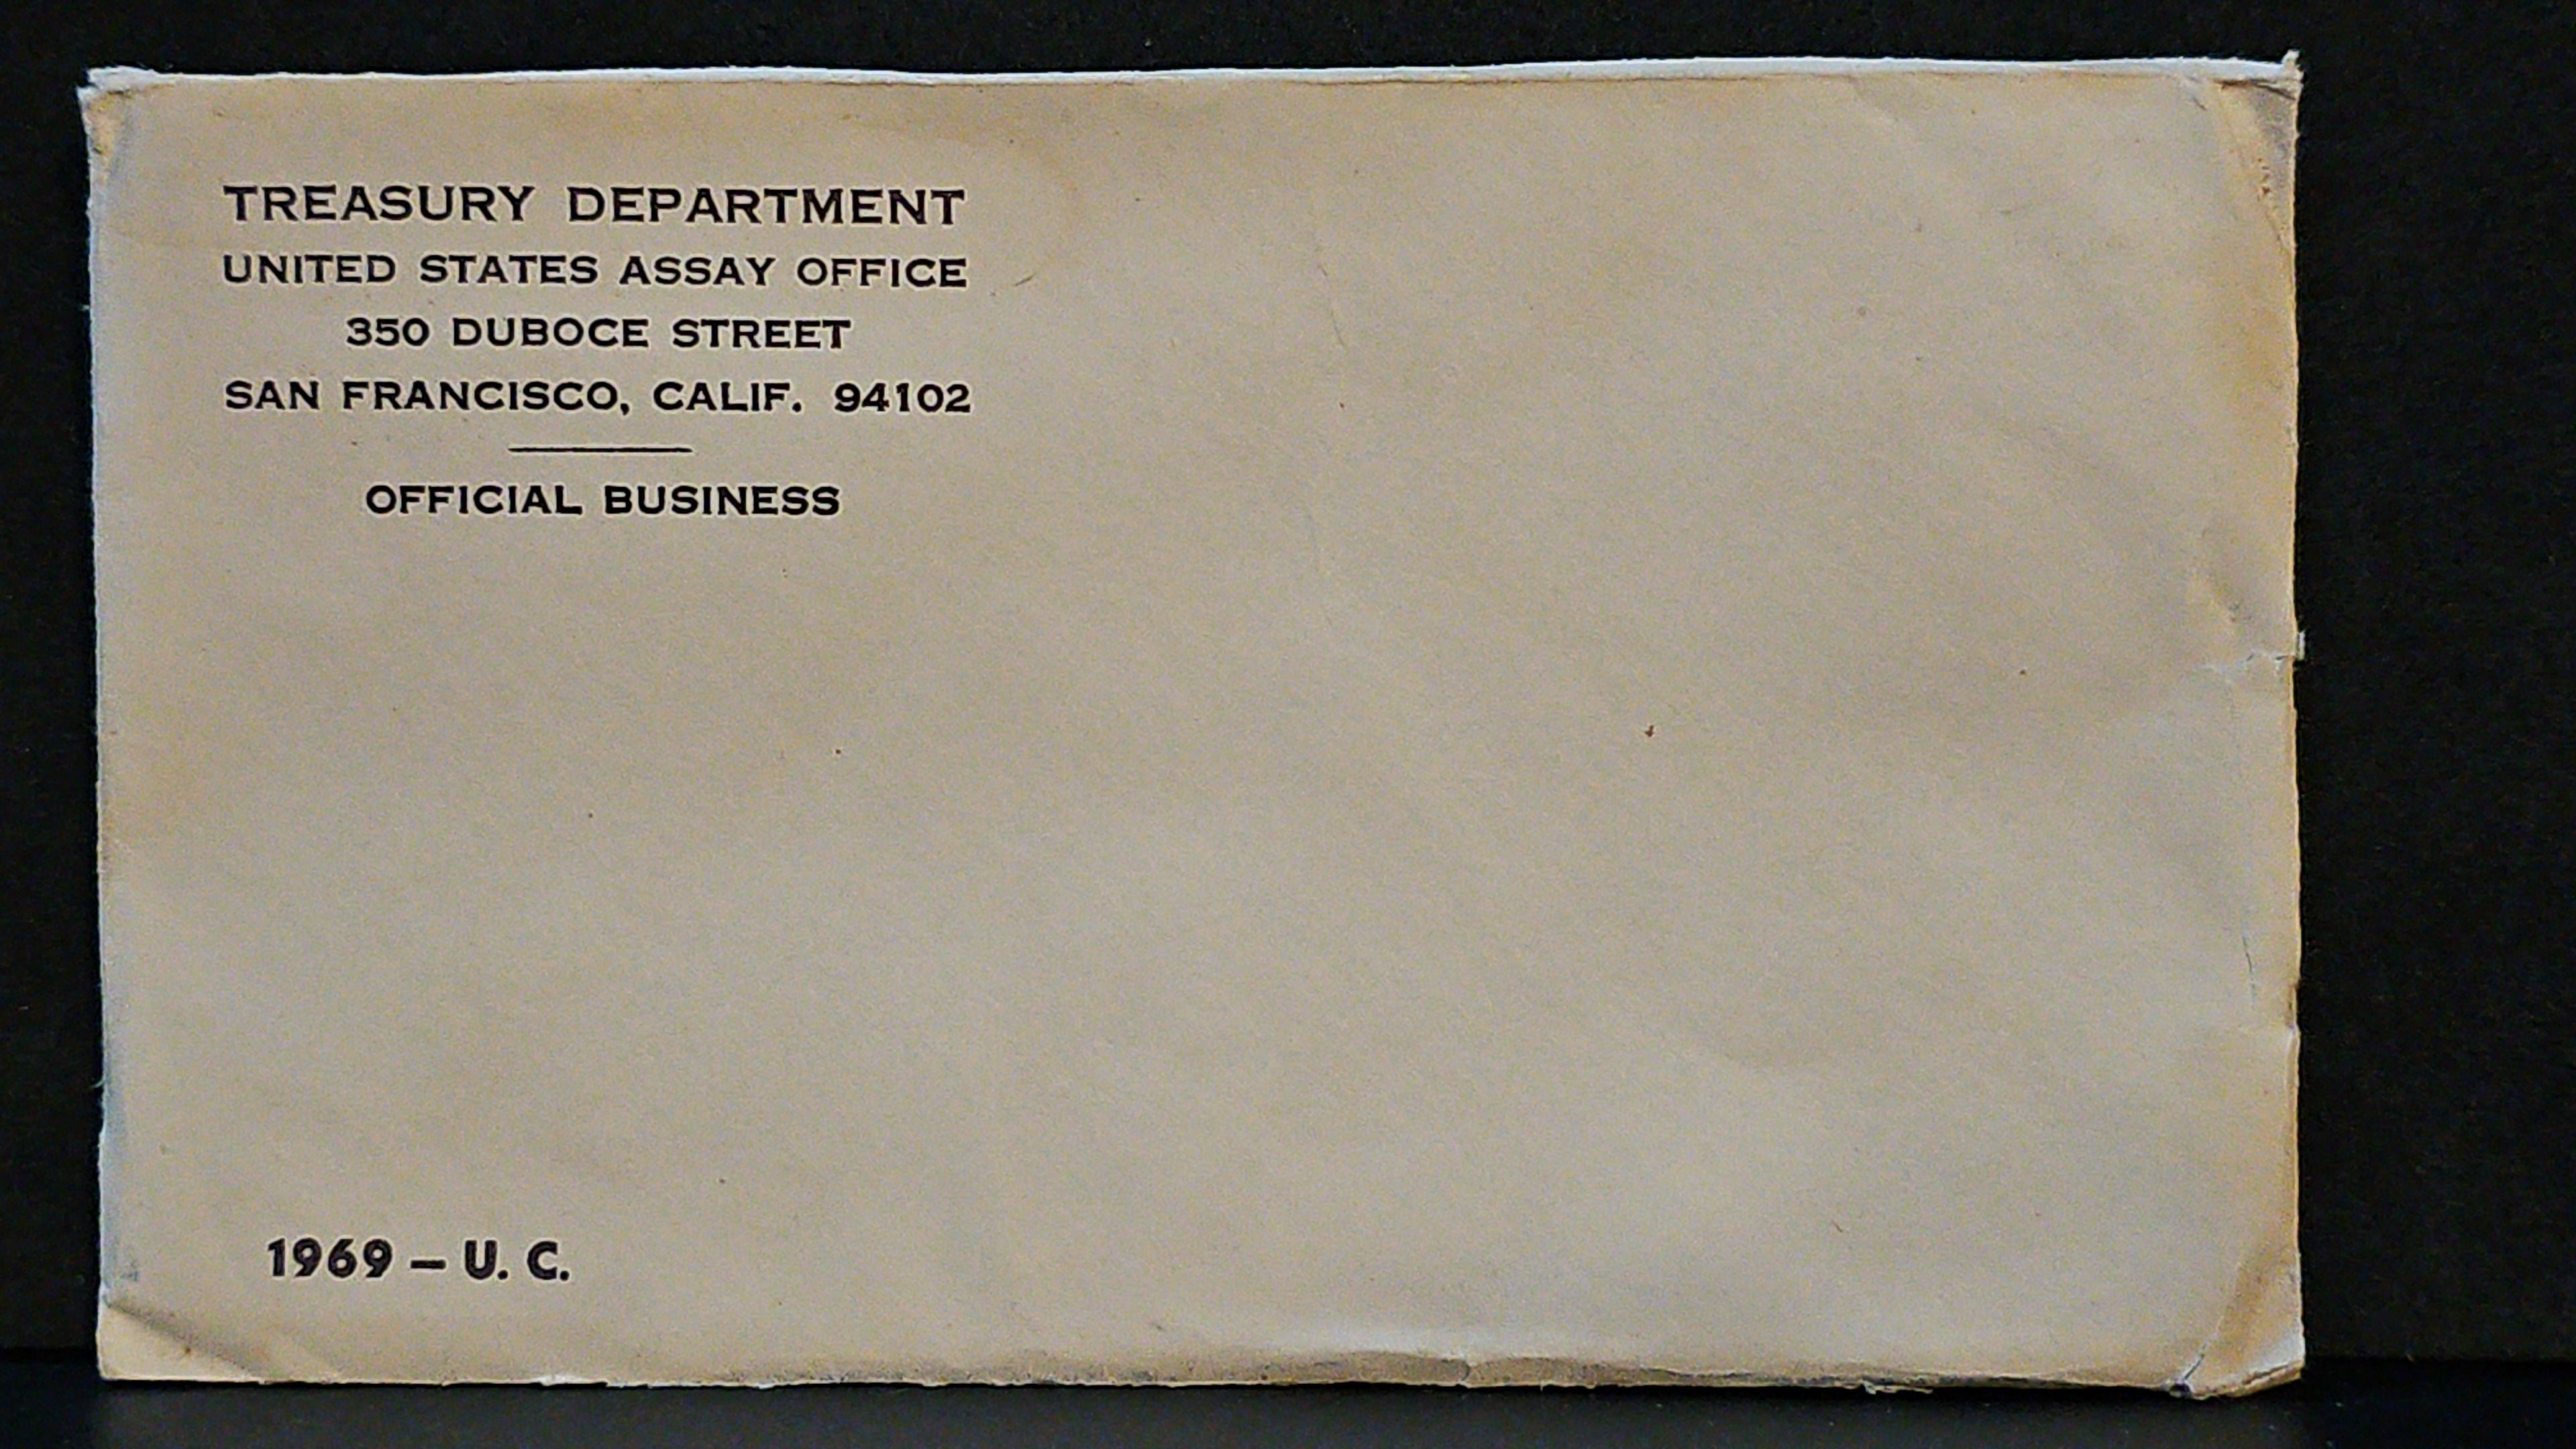 TREASURY DEPARTMENT
UNITED STATES ASSAY OFFICE
350 DUBOCE STREET
SAN FRANCISCO, CALIF. 94102
OFFICIAL BUSINESS
1969 – U. C.